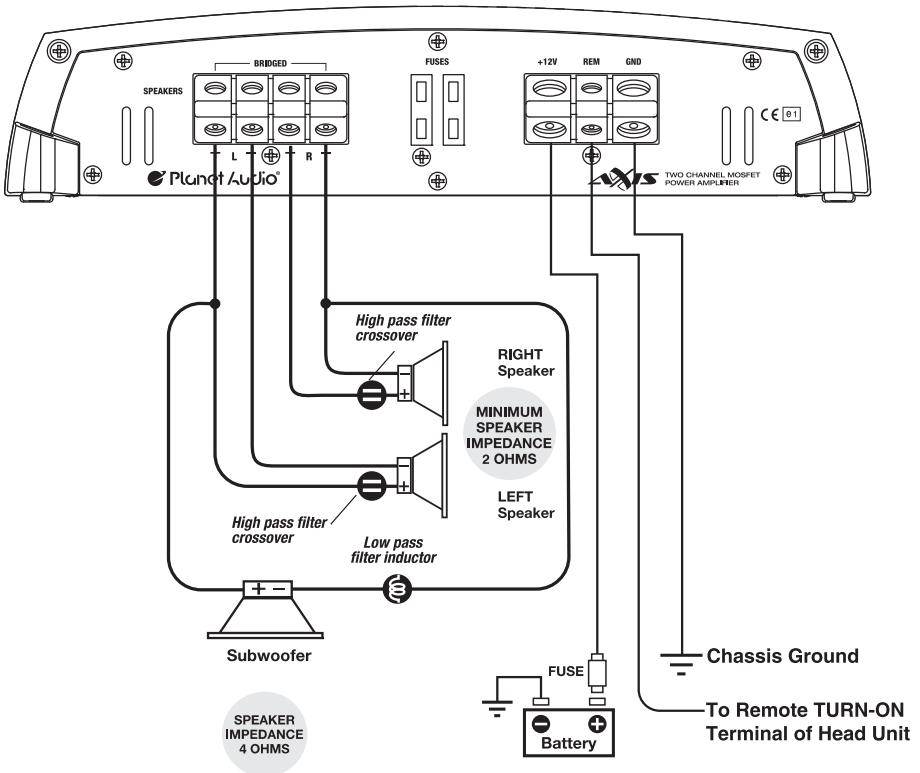 BRIDGED
SPEAKERS
FUSES
+12V REM GND
CE e1
+ L - + R -
Planet Audio®
AXIS
TWO CHANNEL MOSFET
POWER AMPLIFIER
High pass filter
crossover
RIGHT
Speaker
- 
+
MINIMUM
SPEAKER
IMPEDANCE
2 OHMS
-
+
LEFT
Speaker
High pass filter
crossover
Low pass
filter inductor
+ -
Subwoofer
SPEAKER
IMPEDANCE
4 OHMS
FUSE
- +
Battery
Chassis Ground
To Remote TURN-ON
Terminal of Head Unit